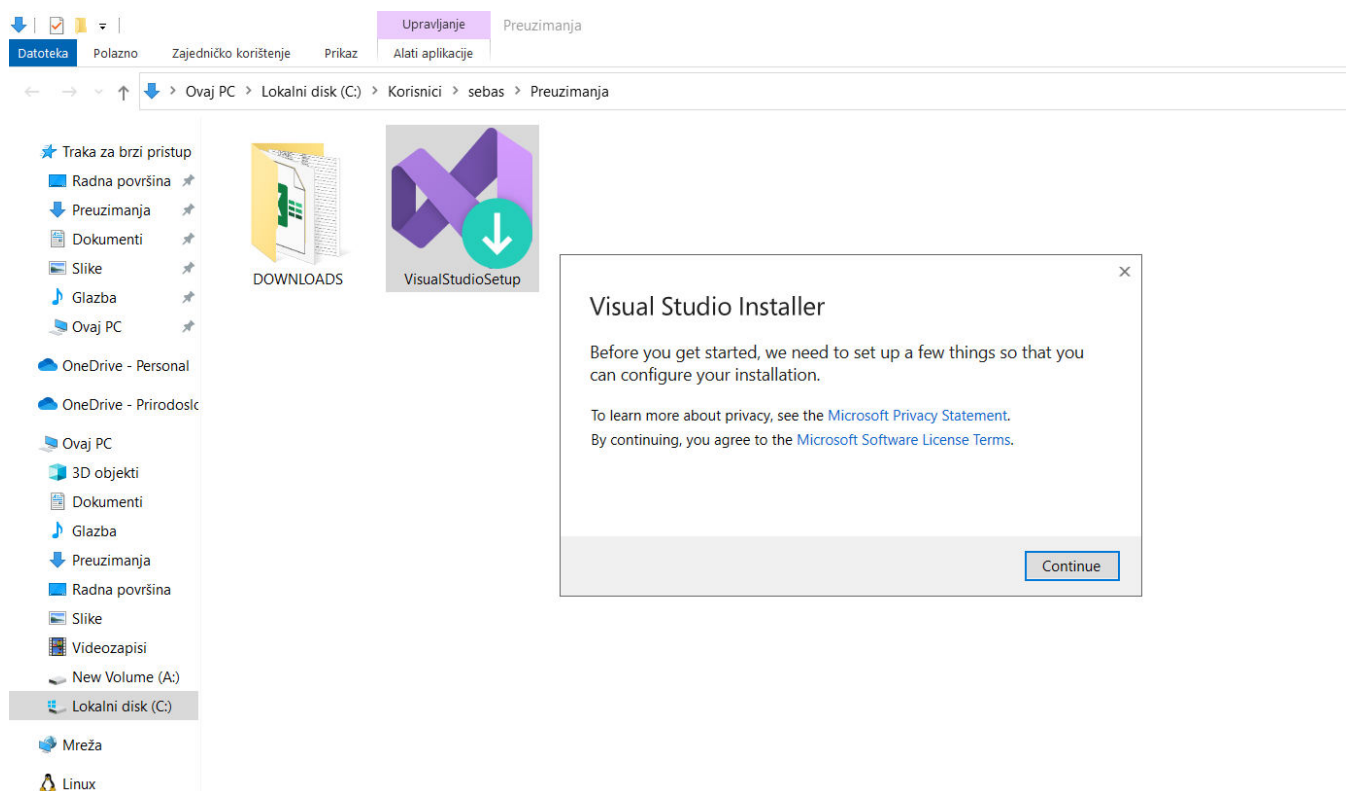 Upravljanje
Preuzimanja
Datoteka
Polazno
Zajedničko korištenje
Prikaz
Alati aplikacije
Ovaj PC > Lokalni disk (C:) > Korisnici > sebas > Preuzimanja
Traka za brzi pristup
Radna površina
Preuzimanja
Dokumenti
Slike
Glazba
Ovaj PC
OneDrive - Personal
OneDrive - Prirodoslo
Ovaj PC
3D objekti
Dokumenti
Glazba
Preuzimanja
Radna površina
Slike
Videozapisi
New Volume (A:)
Lokalni disk (C:)
Mreža
Linux
DOWNLOADS
VisualStudioSetup
Visual Studio Installer
Before you get started, we need to set up a few things so that you
can configure your installation.
To learn more about privacy, see the Microsoft Privacy Statement.
By continuing, you agree to the Microsoft Software License Terms.
Continue